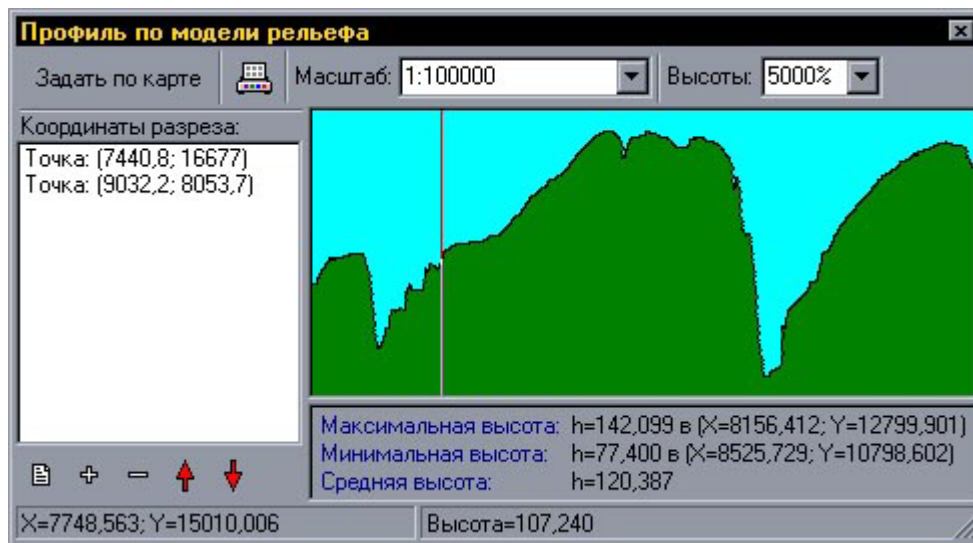 Профиль по модели рельефа
Задать по карте Масштаб: 1:100000 Высоты: 5000%
Координаты разреза:
Точка: (7440,8; 16677)
Точка: (9032,2; 8053,7)
Максимальная высота: h=142,099 в (X=8156,412; Y=12799,901)
Минимальная высота: h=77,400 в (X=8525,729; Y=10798,602)
Средняя высота: h=120,387
X=7748,563; Y=15010,006 Высота=107,240